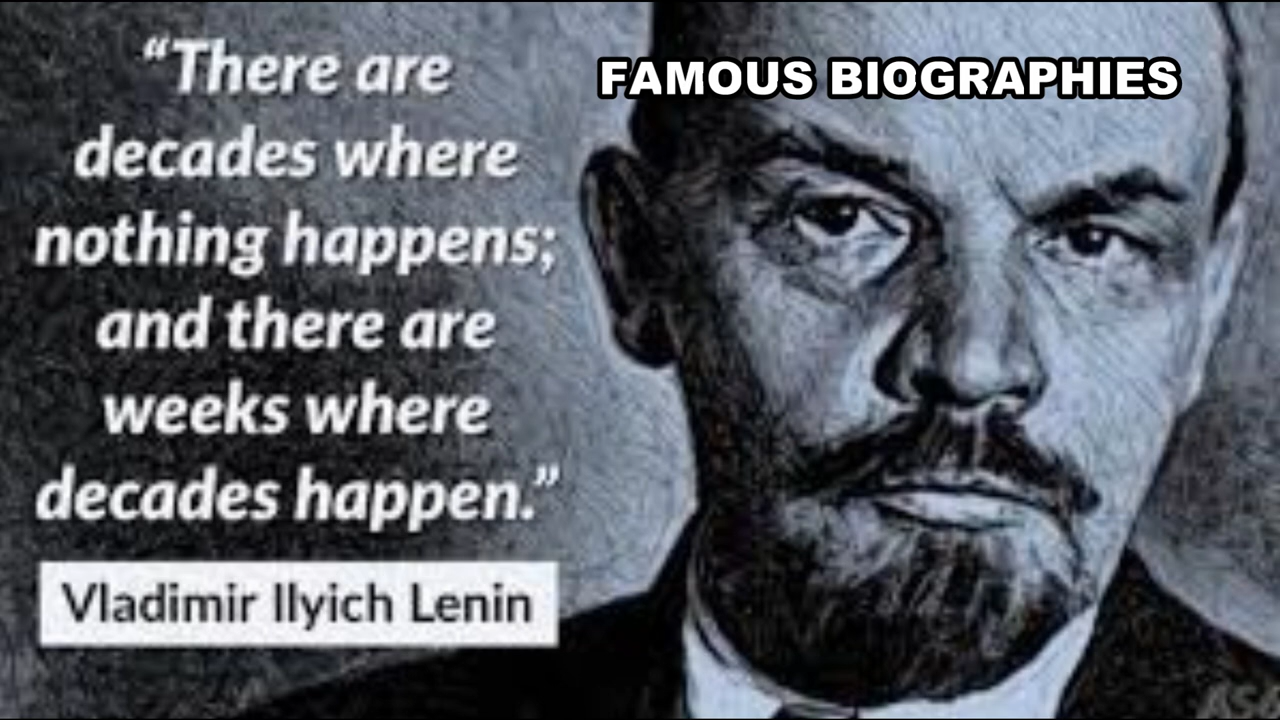 “There are
decades where
nothing happens;
and there are
weeks where
decades happen.”
Vladimir Ilyich Lenin
FAMOUS BIOGRAPHIES